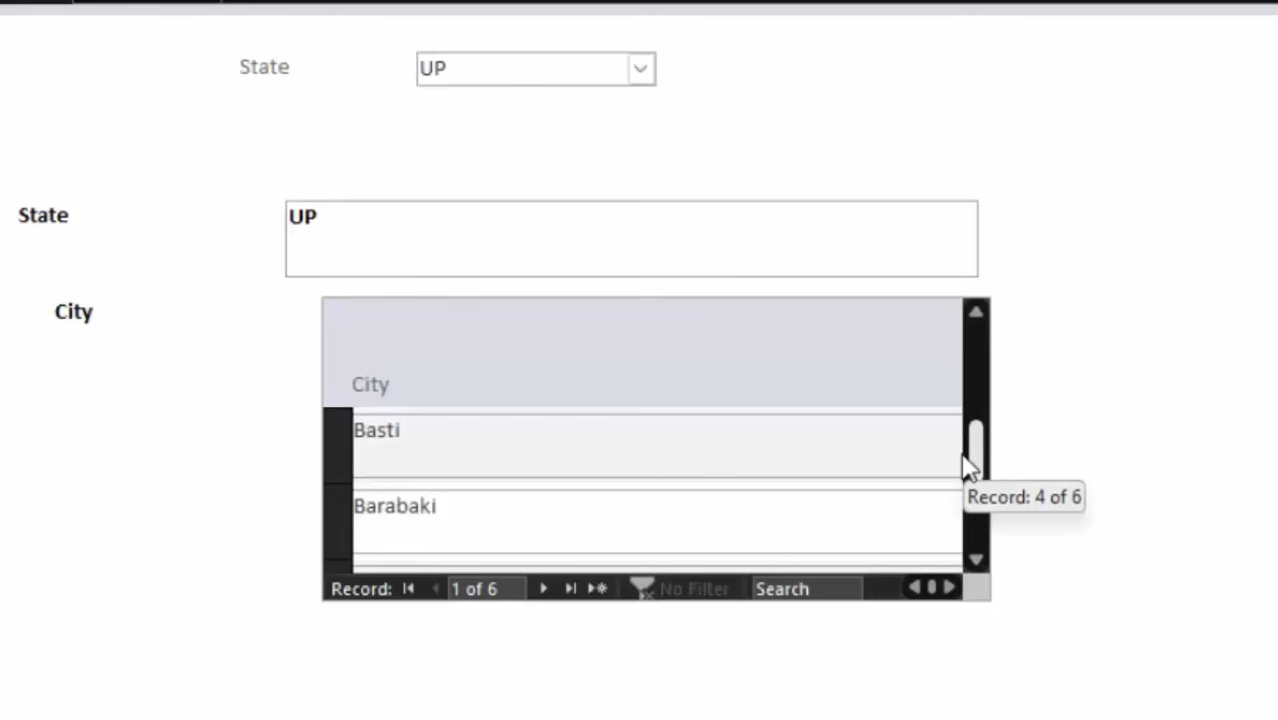 State UP
State UP
City
City
Basti
Barabaki
Record: 4 of 6
Record: 1 of 6 No Filter Search